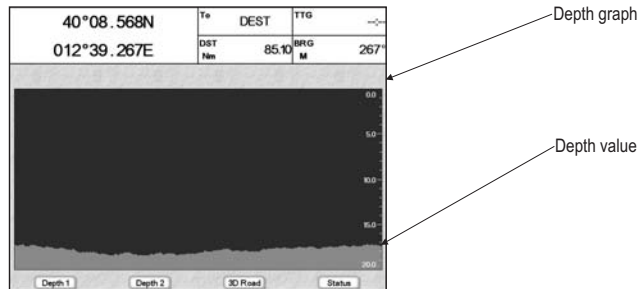 40°08.568N
012°39.267E
To DEST
TTG --:--
DST Nm 85.10
BRG M 267°
Depth graph
0.0
5.0
10.0
Depth value
15.0
20.0
Depth 1 Depth 2 3D Road Status